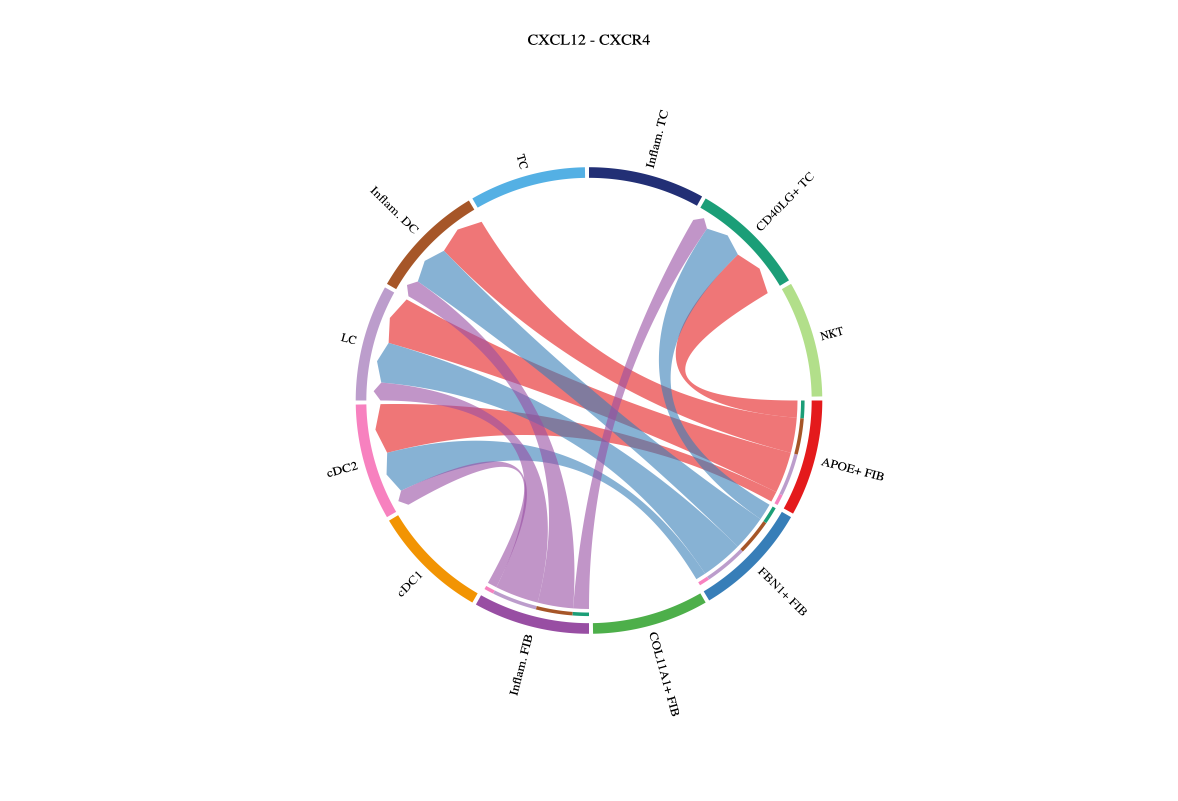 CXCL12 - CXCR4
Inflam. TC
TC
CD40LG+ TC
Inflam. DC
NKT
LC
cDC2
APOE+ FIB
cDC1
FBN1+ FIB
Inflam. FIB
COL11A1+ FIB